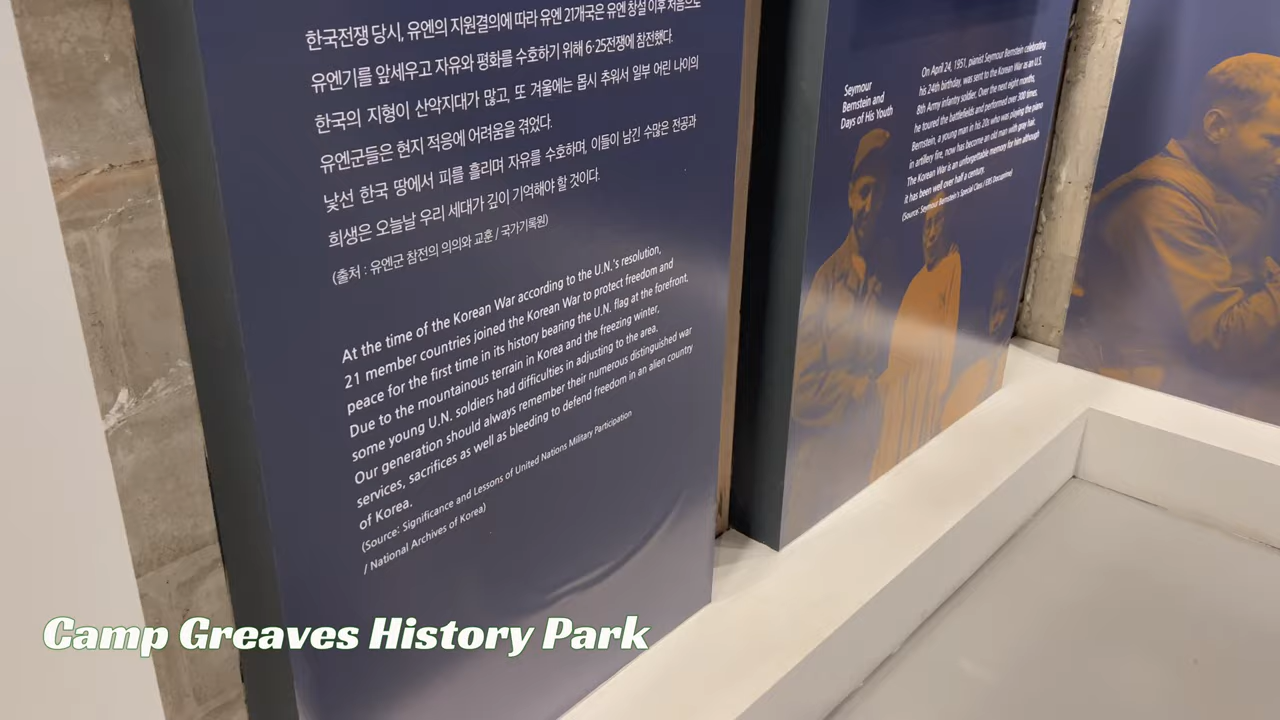 한국전쟁 당시, 유엔의 지원결의에 따라 유엔 21개국은 유엔 창설 이후 처음으로
유엔기를 앞세우고 자유와 평화를 수호하기 위해 6·25전쟁에 참전했다.
한국의 지형이 산악지대가 많고, 또 겨울에는 몹시 추워서 일부 어린 나이의
유엔군들은 현지 적응에 어려움을 겪었다.
낯선 한국 땅에서 피를 흘리며 자유를 수호하며, 이들이 남긴 수많은 전공과
희생은 오늘날 우리 세대가 깊이 기억해야 할 것이다.
(출처 : 유엔군 참전의 의의와 교훈 / 국가기록원)
At the time of the Korean War according to the U.N.'s resolution,
21 member countries joined the Korean War to protect freedom and
peace for the first time in its history bearing the U.N. flag at the forefront.
Due to the mountainous terrain in Korea and the freezing winter,
some young U.N. soldiers had difficulties in adjusting to the area.
Our generation should always remember their numerous distinguished war
services, sacrifices as well as bleeding to defend freedom in an alien country
of Korea.
(Source: Significance and Lessons of United Nations Military Participation
/ National Archives of Korea)
Seymour
Bernstein and
Days of His Youth
On April 24, 1951, pianist Seymour Bernstein celebrating
his 24th birthday, was sent to the Korean War as an U.S.
8th Army infantry soldier. Over the next eight months,
he toured the battlefields and performed over 300 times.
Bernstein, a young man in his 20s who was playing the piano
in artillery fire, now has become an old man with gray hair.
The Korean War is an unforgettable memory for him although
it has been well over half a century.
(Source: Seymour Bernstein's Special Class / EBS Docuprime)
Camp Greaves History Park